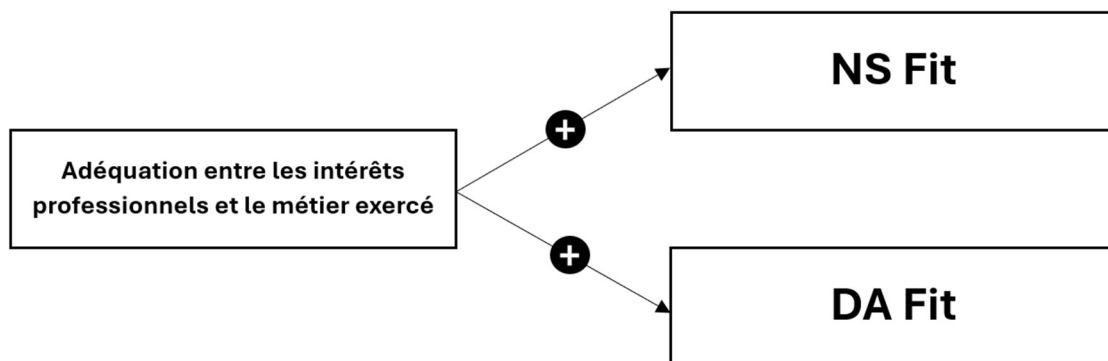 NS Fit
+
Adéquation entre les intérêts
professionnels et le métier exercé
+
DA Fit